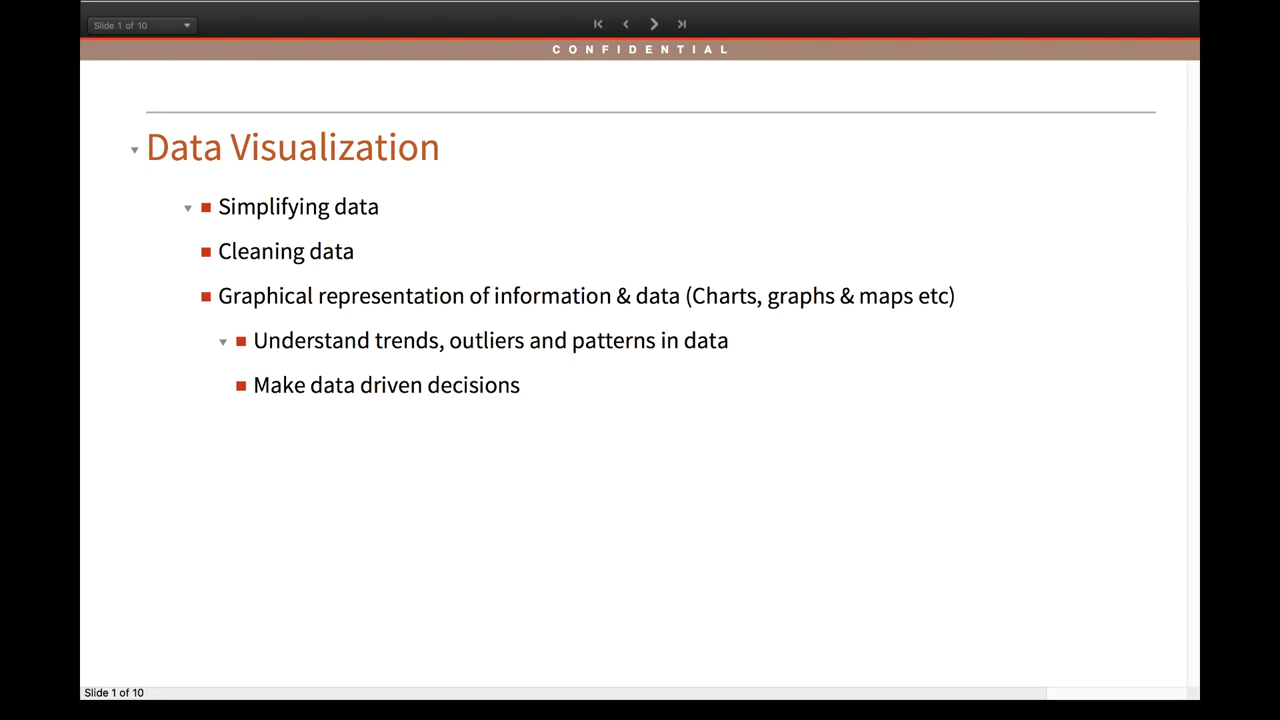 Slide 1 of 10
CONFIDENTIAL
Data Visualization
Simplifying data
Cleaning data
Graphical representation of information & data (Charts, graphs & maps etc)
Understand trends, outliers and patterns in data
Make data driven decisions
Slide 1 of 10